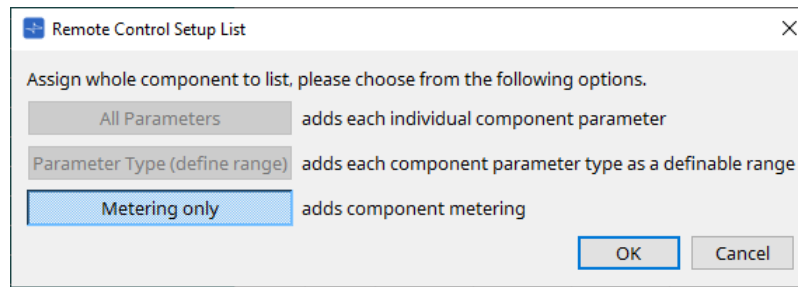 Remote Control Setup List
Assign whole component to list, please choose from the following options.
All Parameters adds each individual component parameter
Parameter Type (define range) adds each component parameter type as a definable range
Metering only adds component metering
OK Cancel